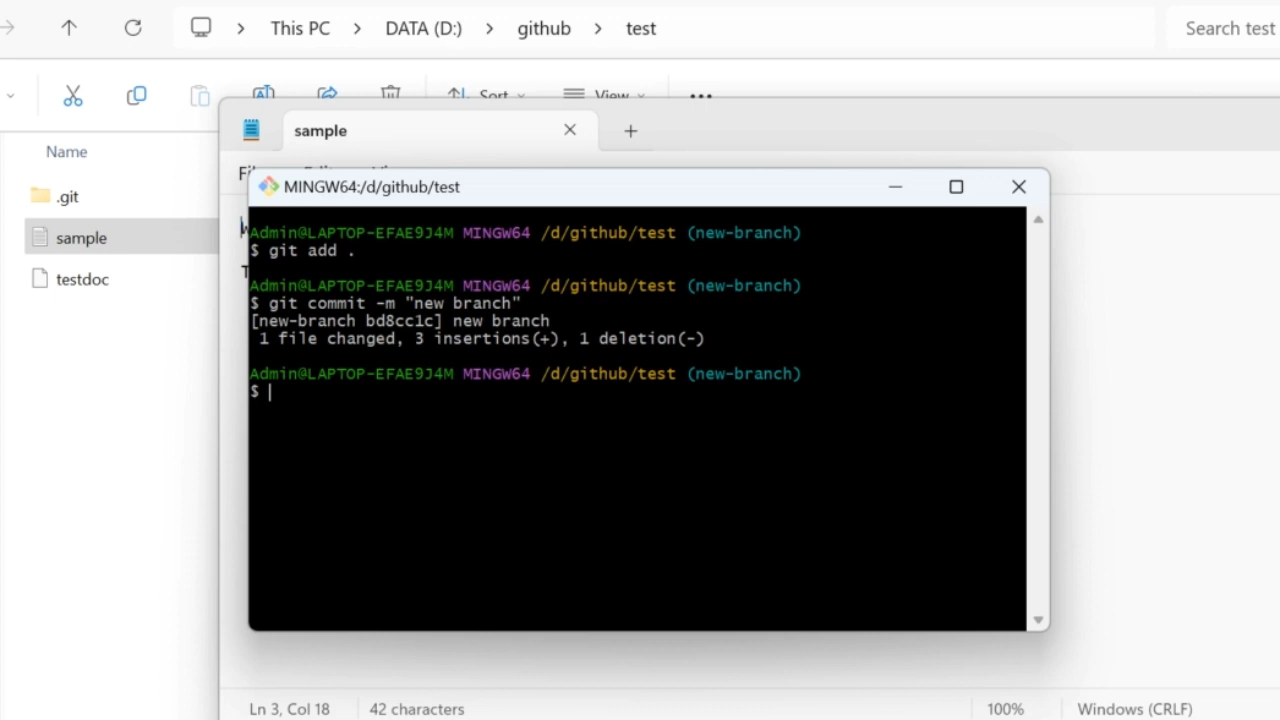 This PC > DATA (D:) > github > test
Search test
Sort
View
Name
.git
sample
testdoc
sample
MINGW64:/d/github/test
Admin@LAPTOP-EFAE9J4M MINGW64 /d/github/test (new-branch)
$ git add .
Admin@LAPTOP-EFAE9J4M MINGW64 /d/github/test (new-branch)
$ git commit -m "new branch"
[new-branch bd8cc1c] new branch
1 file changed, 3 insertions(+), 1 deletion(-)
Admin@LAPTOP-EFAE9J4M MINGW64 /d/github/test (new-branch)
$
Ln 3, Col 18
42 characters
100%
Windows (CRLF)